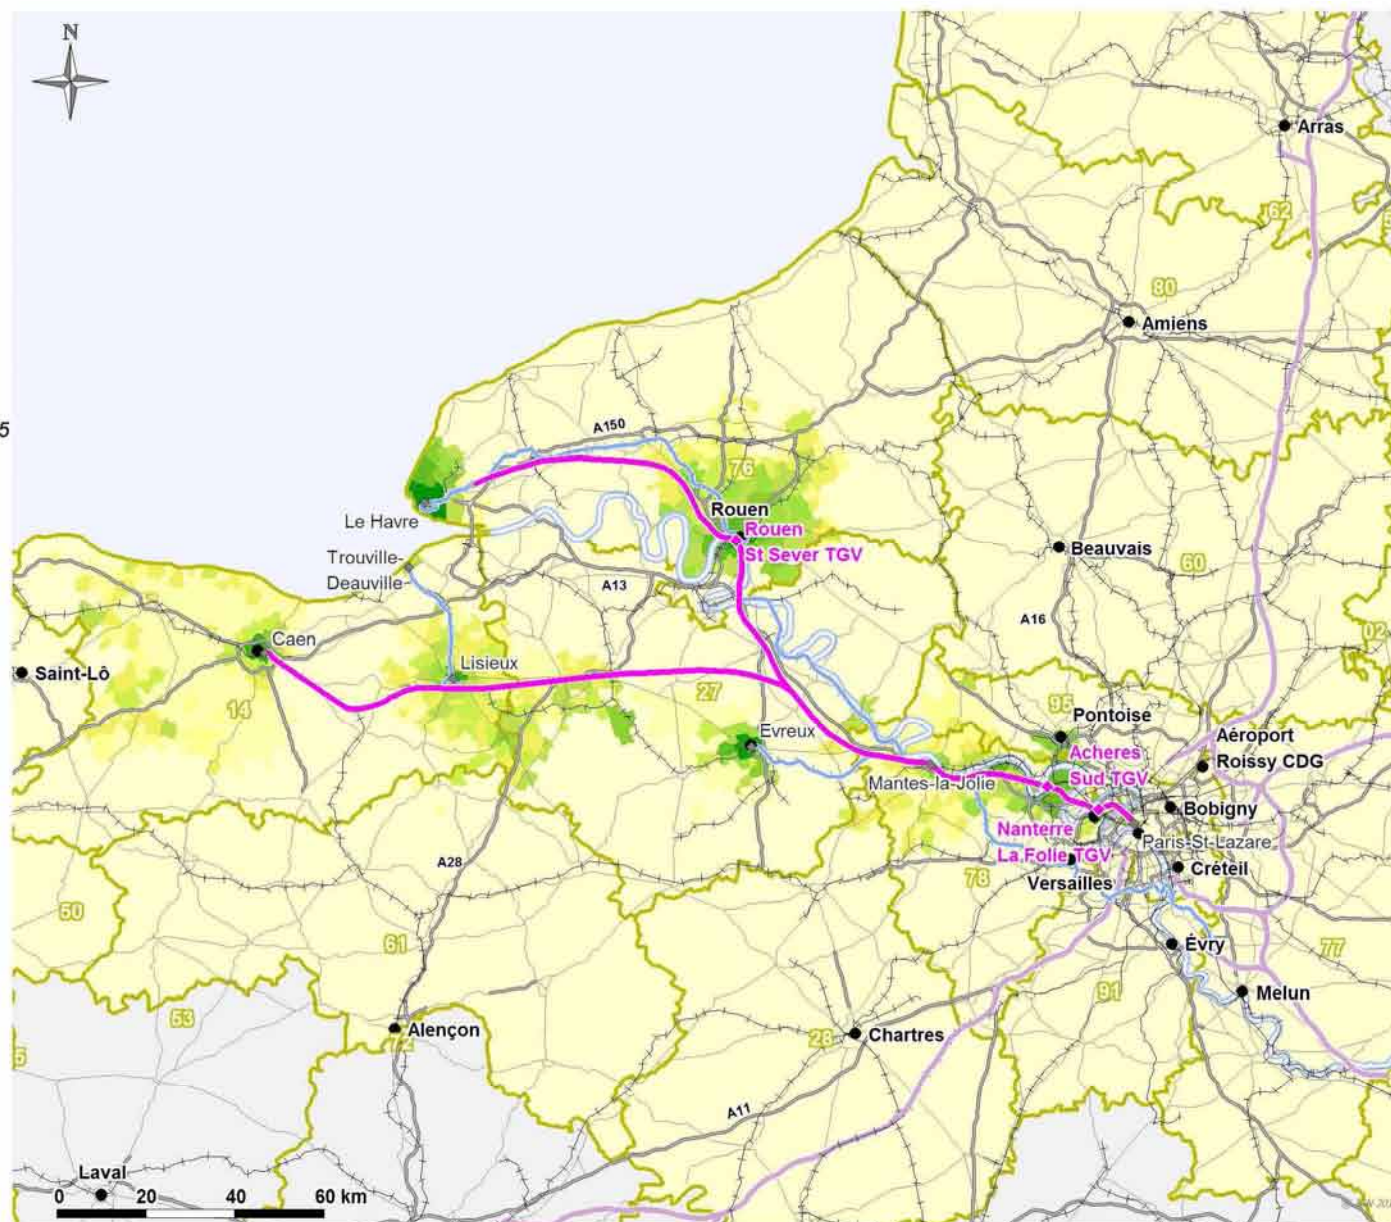 N
Arras
62
80
Amiens
5
A150
76
Rouen
Rouen
St Sever TGV
Le Havre
Trouville-
Deauville
A13
Beauvais
60
A16
02
Caen
Saint-Lô
Lisieux
14
27
95
Pontoise
Evreux
Acheres
Sud TGV
Aéroport
Roissy CDG
Mantes-la-Jolie
Bobigny
Nanterre
La Folie TGV
Paris-St-Lazare
Créteil
Versailles
78
A28
50
61
Évry
77
91
Melun
53
Alençon
72
28
Chartres
A11
Laval
0 20 40 60 km